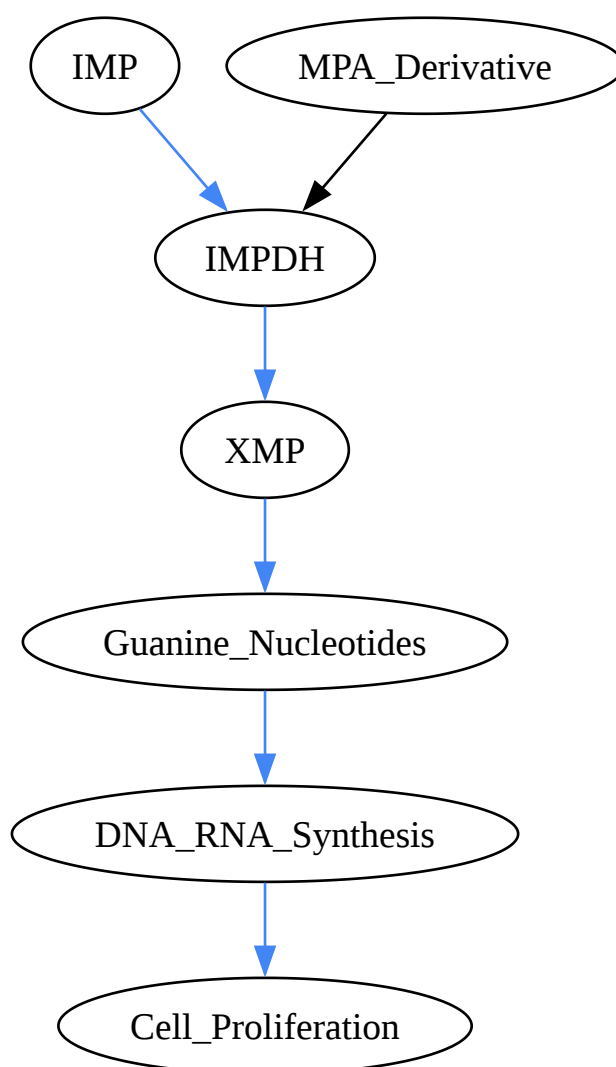 IMP
MPA_Derivative
IMPDH
XMP
Guanine_Nucleotides
DNA_RNA_Synthesis
Cell_Proliferation